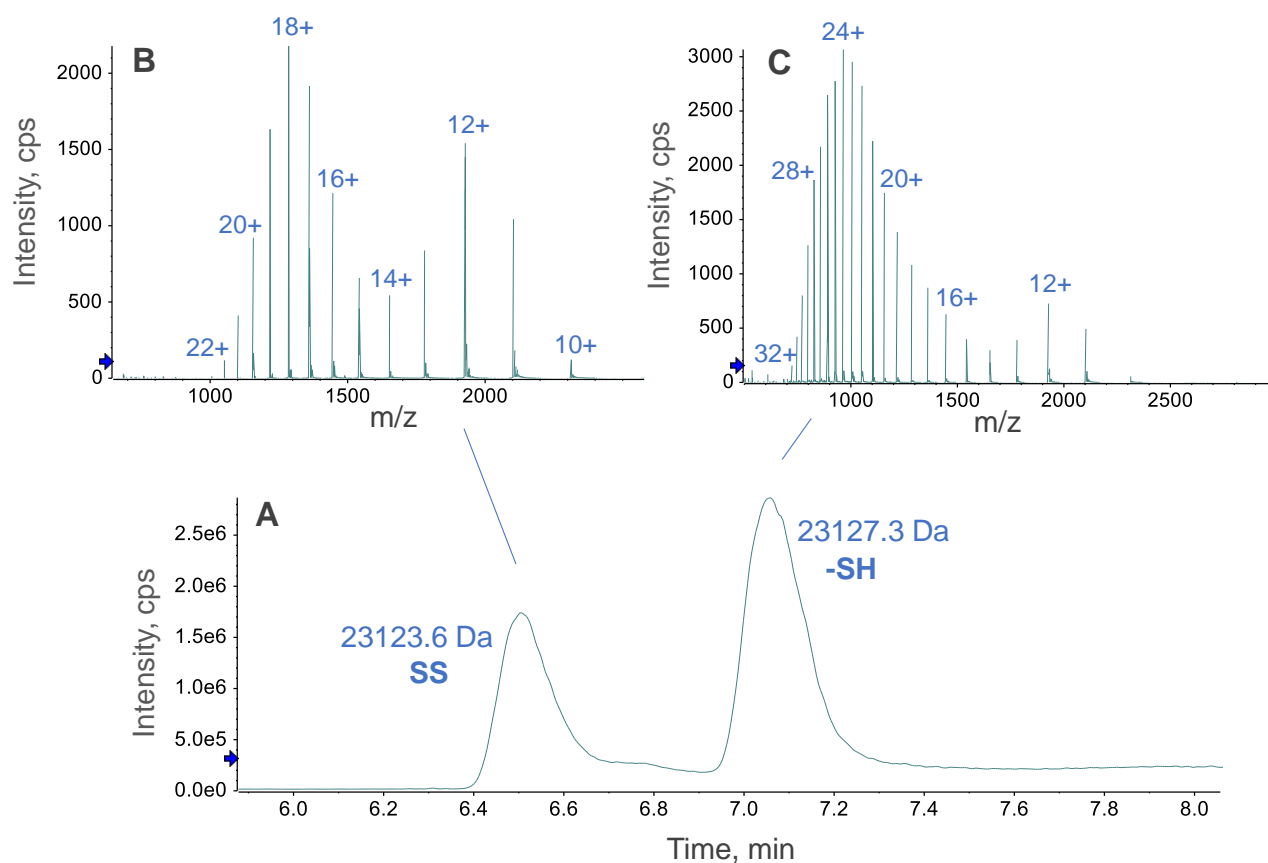 B
Intensity, cps
2000
1500
1000
500
0
22+
20+
18+
16+
14+
12+
10+
1000
1500
2000
m/z
C
Intensity, cps
3000
2500
2000
1500
1000
500
0
32+
28+
24+
20+
16+
12+
1000
1500
2000
2500
m/z
A
Intensity, cps
2.5e6
2.0e6
1.5e6
1.0e6
5.0e5
0.0e0
23123.6 Da
SS
23127.3 Da
-SH
6.0
6.2
6.4
6.6
6.8
7.0
7.2
7.4
7.6
7.8
8.0
Time, min